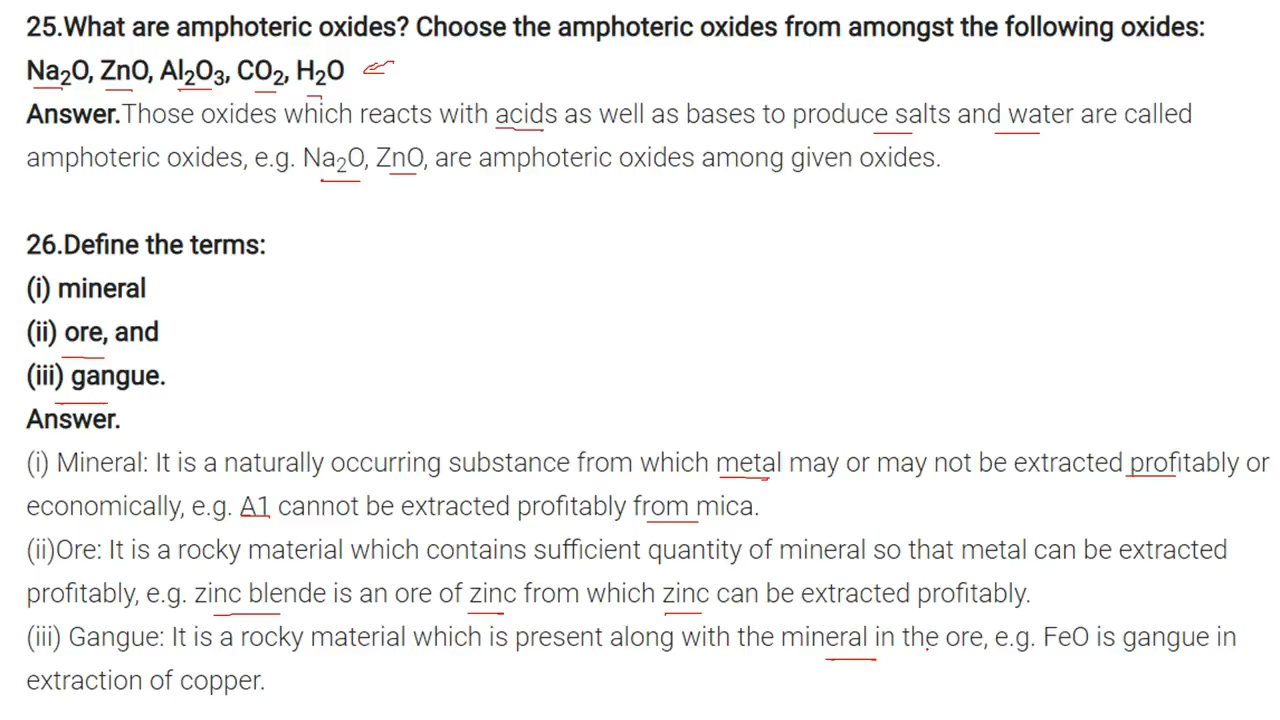 25.What are amphoteric oxides? Choose the amphoteric oxides from amongst the following oxides:
Na₂O, ZnO, Al₂O₃, CO₂, H₂O
Answer.Those oxides which reacts with acids as well as bases to produce salts and water are called
amphoteric oxides, e.g. Na₂O, ZnO, are amphoteric oxides among given oxides.
26.Define the terms:
(i) mineral
(ii) ore, and
(iii) gangue.
Answer.
(i) Mineral: It is a naturally occurring substance from which metal may or may not be extracted profitably or
economically, e.g. A1 cannot be extracted profitably from mica.
(ii)Ore: It is a rocky material which contains sufficient quantity of mineral so that metal can be extracted
profitably, e.g. zinc blende is an ore of zinc from which zinc can be extracted profitably.
(iii) Gangue: It is a rocky material which is present along with the mineral in the ore, e.g. FeO is gangue in
extraction of copper.